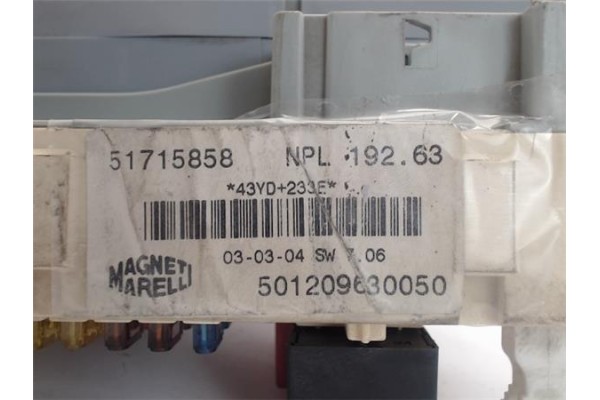 51715858 NPL 192.63
*43YD+233E*
03-03-04 SW 7.06
MAGNETI
MARELLI
501209630050